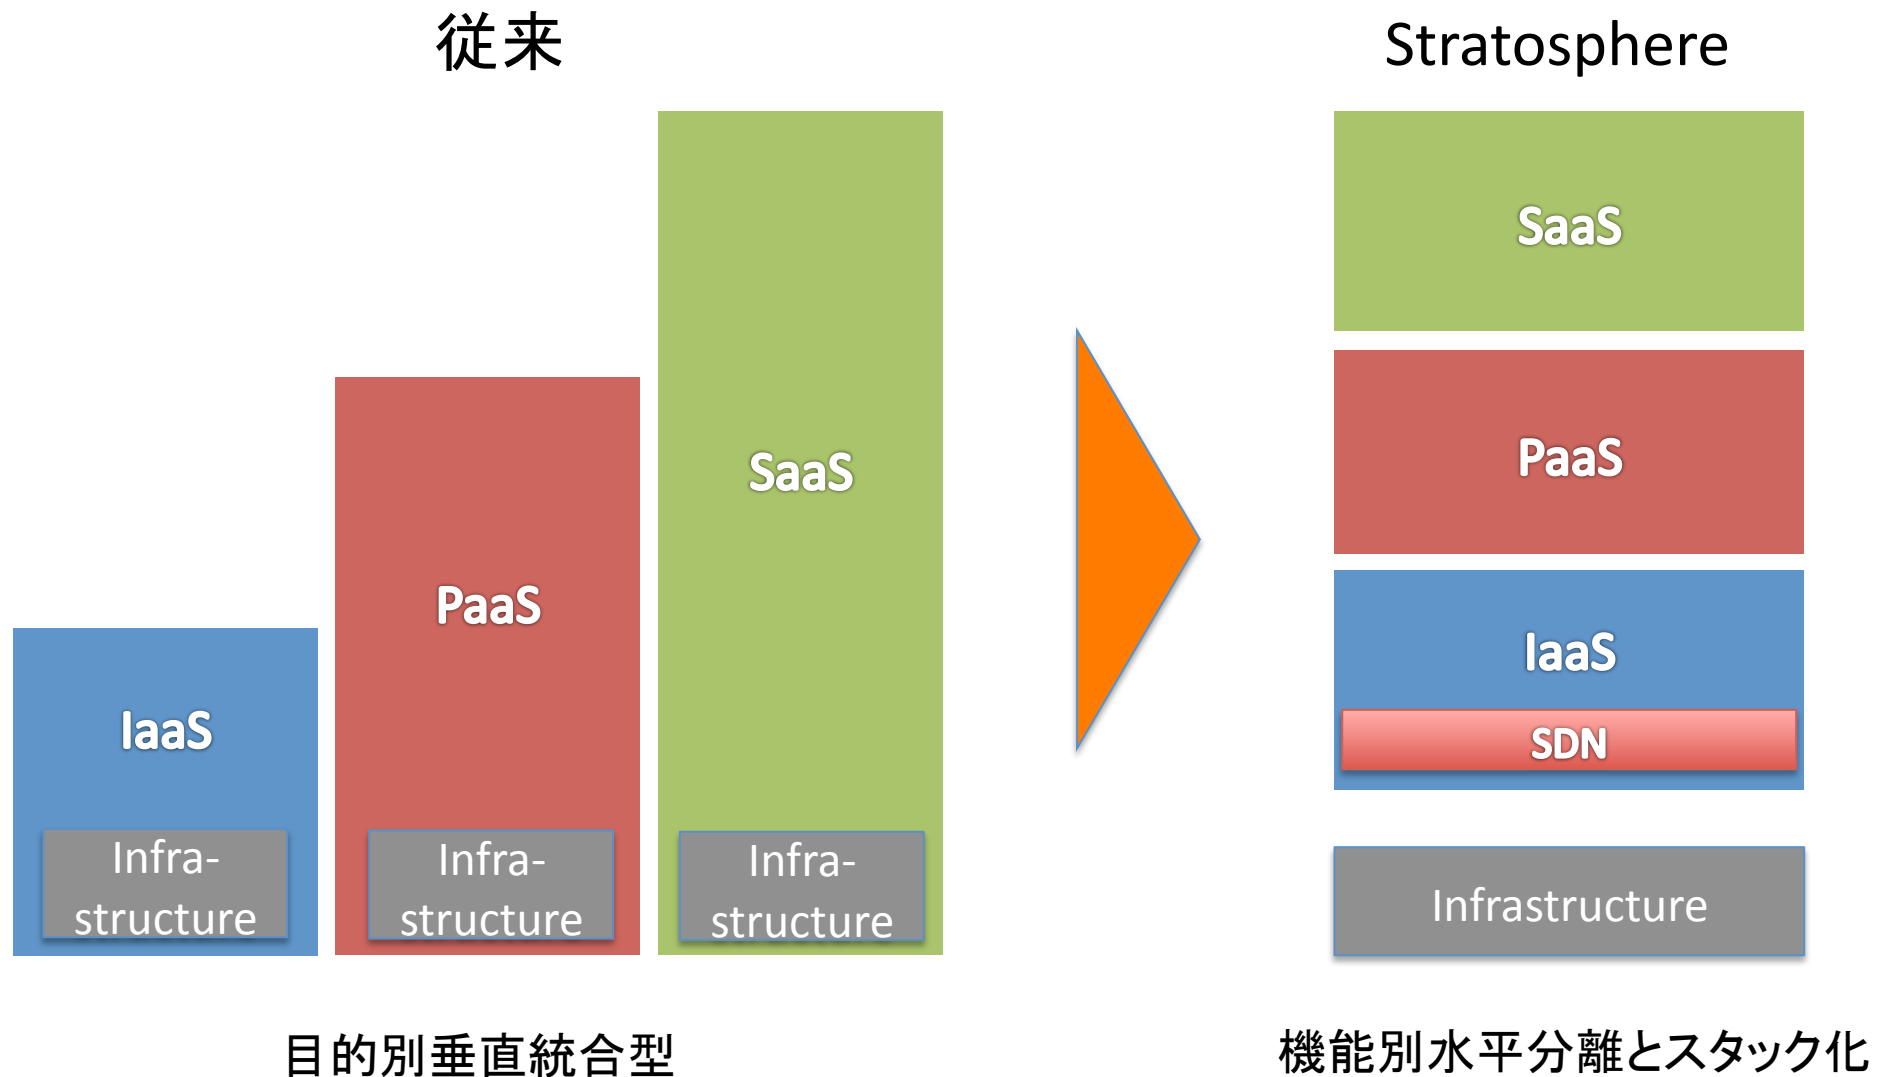 従来
SaaS
PaaS
IaaS
Infra-
structure
Infra-
structure
Infra-
structure
目的別垂直統合型
Stratosphere
SaaS
PaaS
IaaS
SDN
Infrastructure
機能別水平分離とスタック化